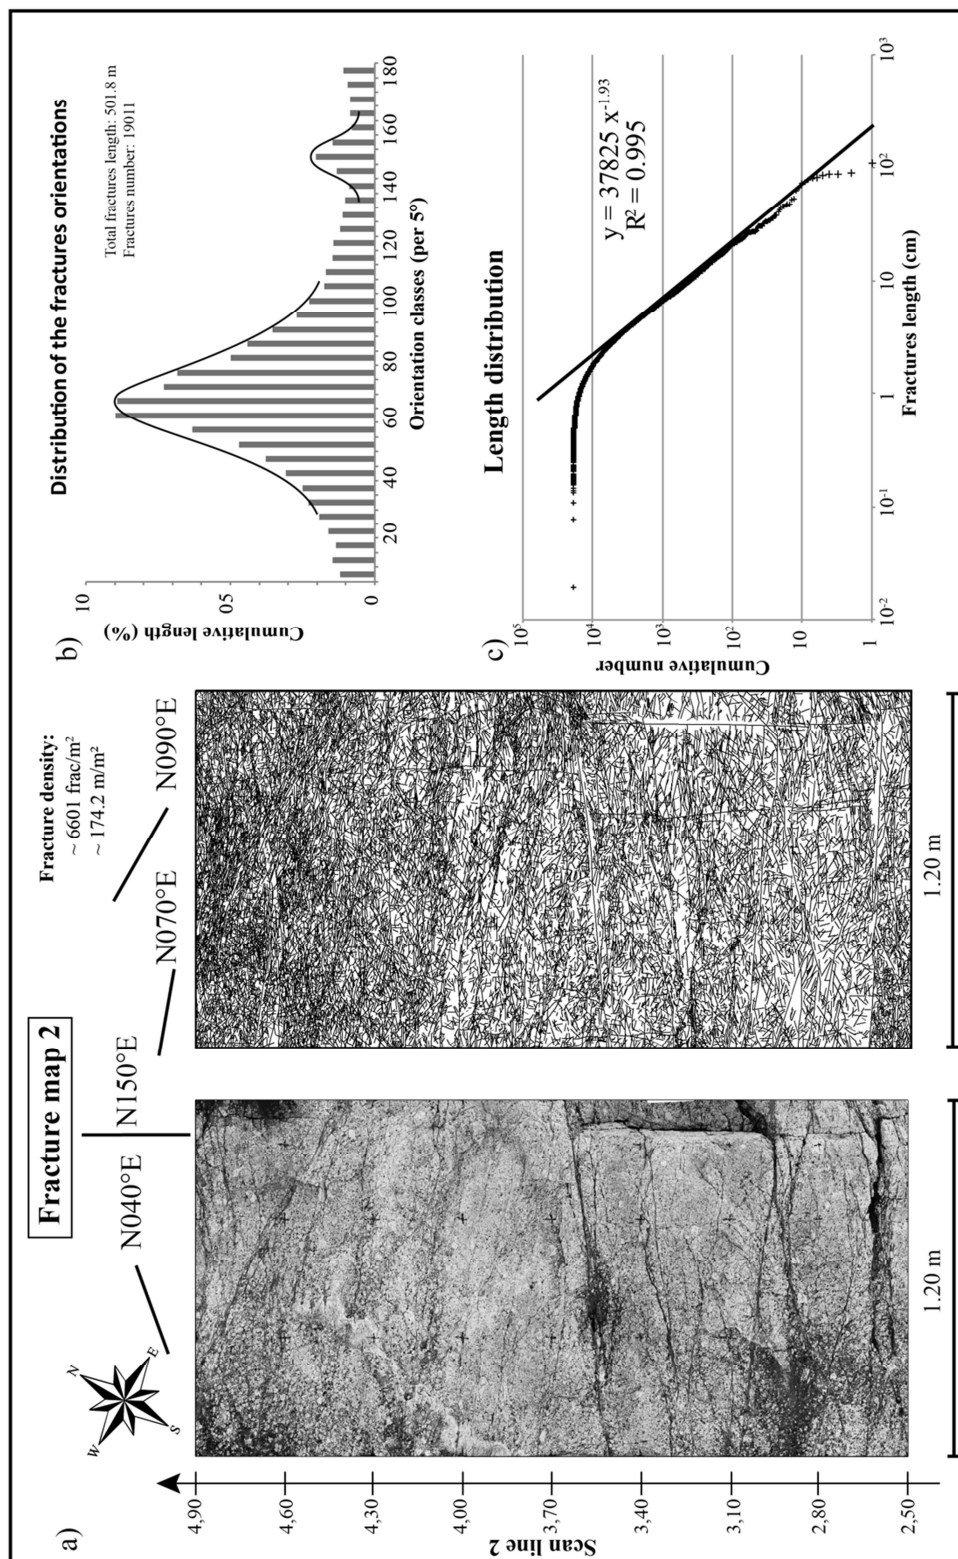 Fracture map 2
a)
N
E
S
W
N040°E
N150°E
N070°E
N090°E
Fracture density:
~ 6601 frac/m²
~ 174.2 m/m²
Scan line 2
4,90
4,60
4,30
4,00
3,70
3,40
3,10
2,80
2,50
1.20 m
1.20 m
b)
Distribution of the fractures orientations
Total fractures length: 501.8 m
Fractures number: 19011
Cumulative length (%)
10
05
0
20
40
60
80
100
120
140
160
180
Orientation classes (per 5°)
c)
Length distribution
y = 37825 x^-1.93
R² = 0.995
Cumulative number
10⁵
10⁴
10³
10²
10
1
10⁻²
10⁻¹
1
10
10²
10³
Fractures length (cm)